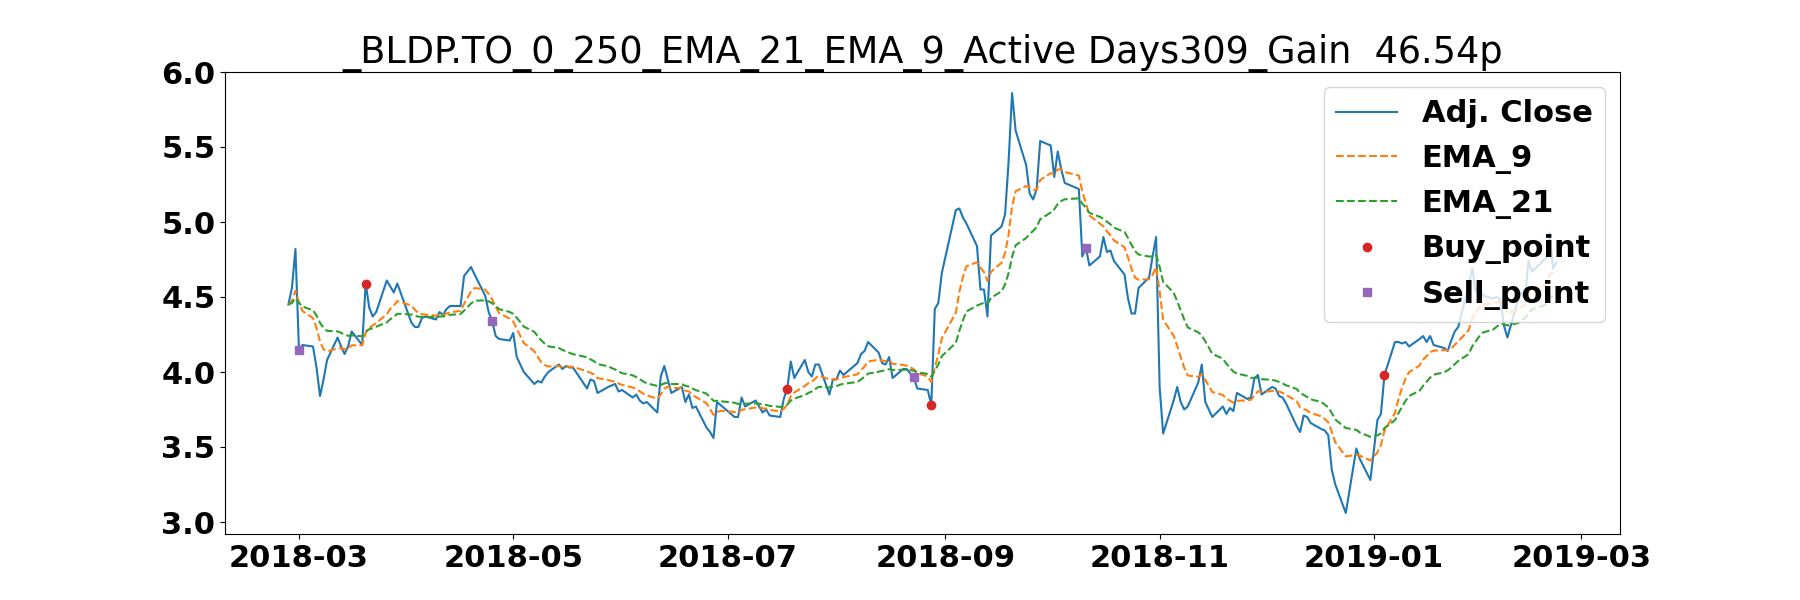 _BLDP.TO_0_250_EMA_21_EMA_9_Active Days309_Gain  46.54p
6.0
5.5
5.0
4.5
4.0
3.5
3.0
Adj. Close
EMA_9
EMA_21
Buy_point
Sell_point
2018-03 2018-05 2018-07 2018-09 2018-11 2019-01 2019-03